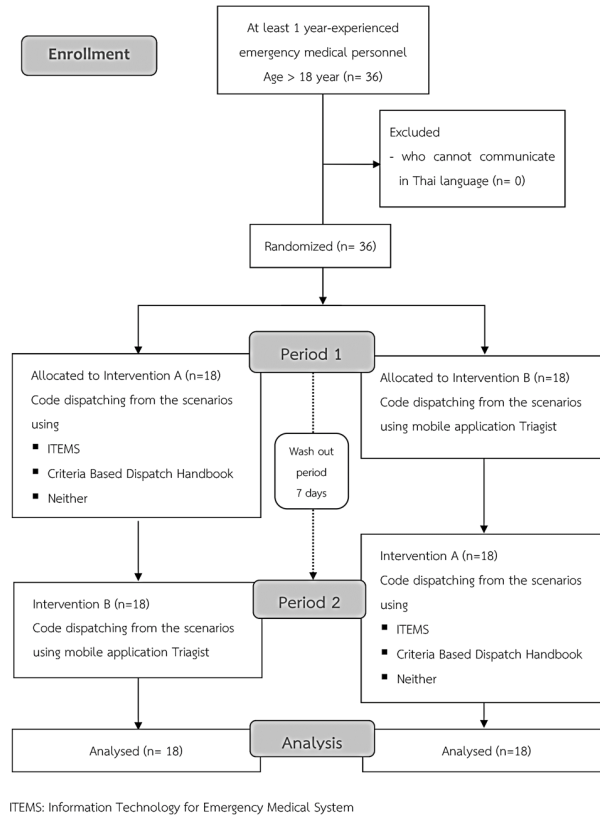 Enrollment
At least 1 year-experienced
emergency medical personnel
Age > 18 year (n= 36)
Excluded
- who cannot communicate
in Thai language (n= 0)
Randomized (n= 36)
Period 1
Allocated to Intervention A (n=18)
Code dispatching from the scenarios
using
▪ ITEMS
▪ Criteria Based Dispatch Handbook
▪ Neither
Allocated to Intervention B (n=18)
Code dispatching from the scenarios
using mobile application Triagist
Wash out
period
7 days
Period 2
Intervention B (n=18)
Code dispatching from the scenarios
using mobile application Triagist
Intervention A (n=18)
Code dispatching from the scenarios
using
▪ ITEMS
▪ Criteria Based Dispatch Handbook
▪ Neither
Analysis
Analysed (n= 18)
Analysed (n=18)
ITEMS: Information Technology for Emergency Medical System